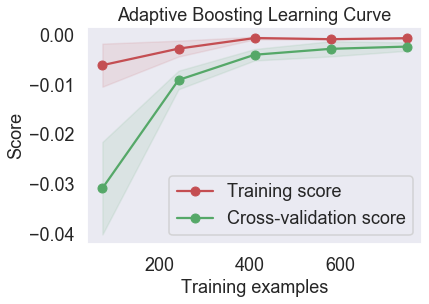 Adaptive Boosting Learning Curve
0.00
−0.01
−0.02
−0.03
−0.04
Score
Training score
Cross-validation score
200 400 600
Training examples